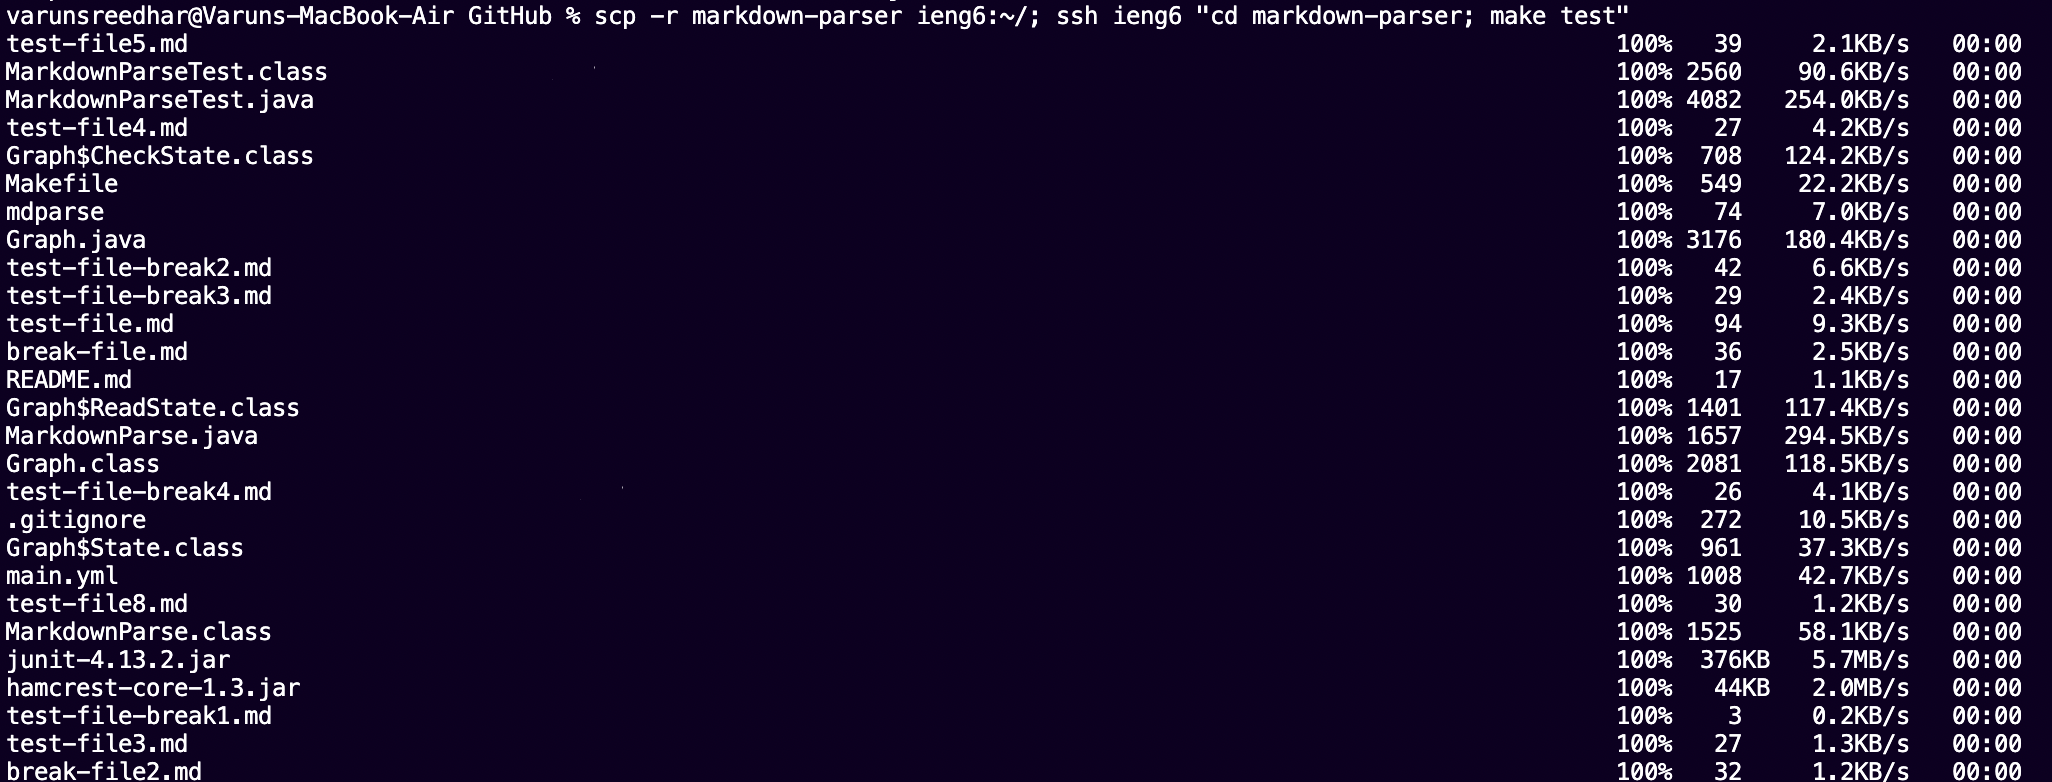 varunsreedhar@Varuns-MacBook-Air GitHub % scp -r markdown-parser ieng6:~/; ssh ieng6 "cd markdown-parser; make test"
test-file5.md 100% 39 2.1KB/s 00:00
MarkdownParseTest.class 100% 2560 90.6KB/s 00:00
MarkdownParseTest.java 100% 4082 254.0KB/s 00:00
test-file4.md 100% 27 4.2KB/s 00:00
Graph$CheckState.class 100% 708 124.2KB/s 00:00
Makefile 100% 549 22.2KB/s 00:00
mdparse 100% 74 7.0KB/s 00:00
Graph.java 100% 3176 180.4KB/s 00:00
test-file-break2.md 100% 42 6.6KB/s 00:00
test-file-break3.md 100% 29 2.4KB/s 00:00
test-file.md 100% 94 9.3KB/s 00:00
break-file.md 100% 36 2.5KB/s 00:00
README.md 100% 17 1.1KB/s 00:00
Graph$ReadState.class 100% 1401 117.4KB/s 00:00
MarkdownParse.java 100% 1657 294.5KB/s 00:00
Graph.class 100% 2081 118.5KB/s 00:00
test-file-break4.md 100% 26 4.1KB/s 00:00
.gitignore 100% 272 10.5KB/s 00:00
Graph$State.class 100% 961 37.3KB/s 00:00
main.yml 100% 1008 42.7KB/s 00:00
test-file8.md 100% 30 1.2KB/s 00:00
MarkdownParse.class 100% 1525 58.1KB/s 00:00
junit-4.13.2.jar 100% 376KB 5.7MB/s 00:00
hamcrest-core-1.3.jar 100% 44KB 2.0MB/s 00:00
test-file-break1.md 100% 3 0.2KB/s 00:00
test-file3.md 100% 27 1.3KB/s 00:00
break-file2.md 100% 32 1.2KB/s 00:00